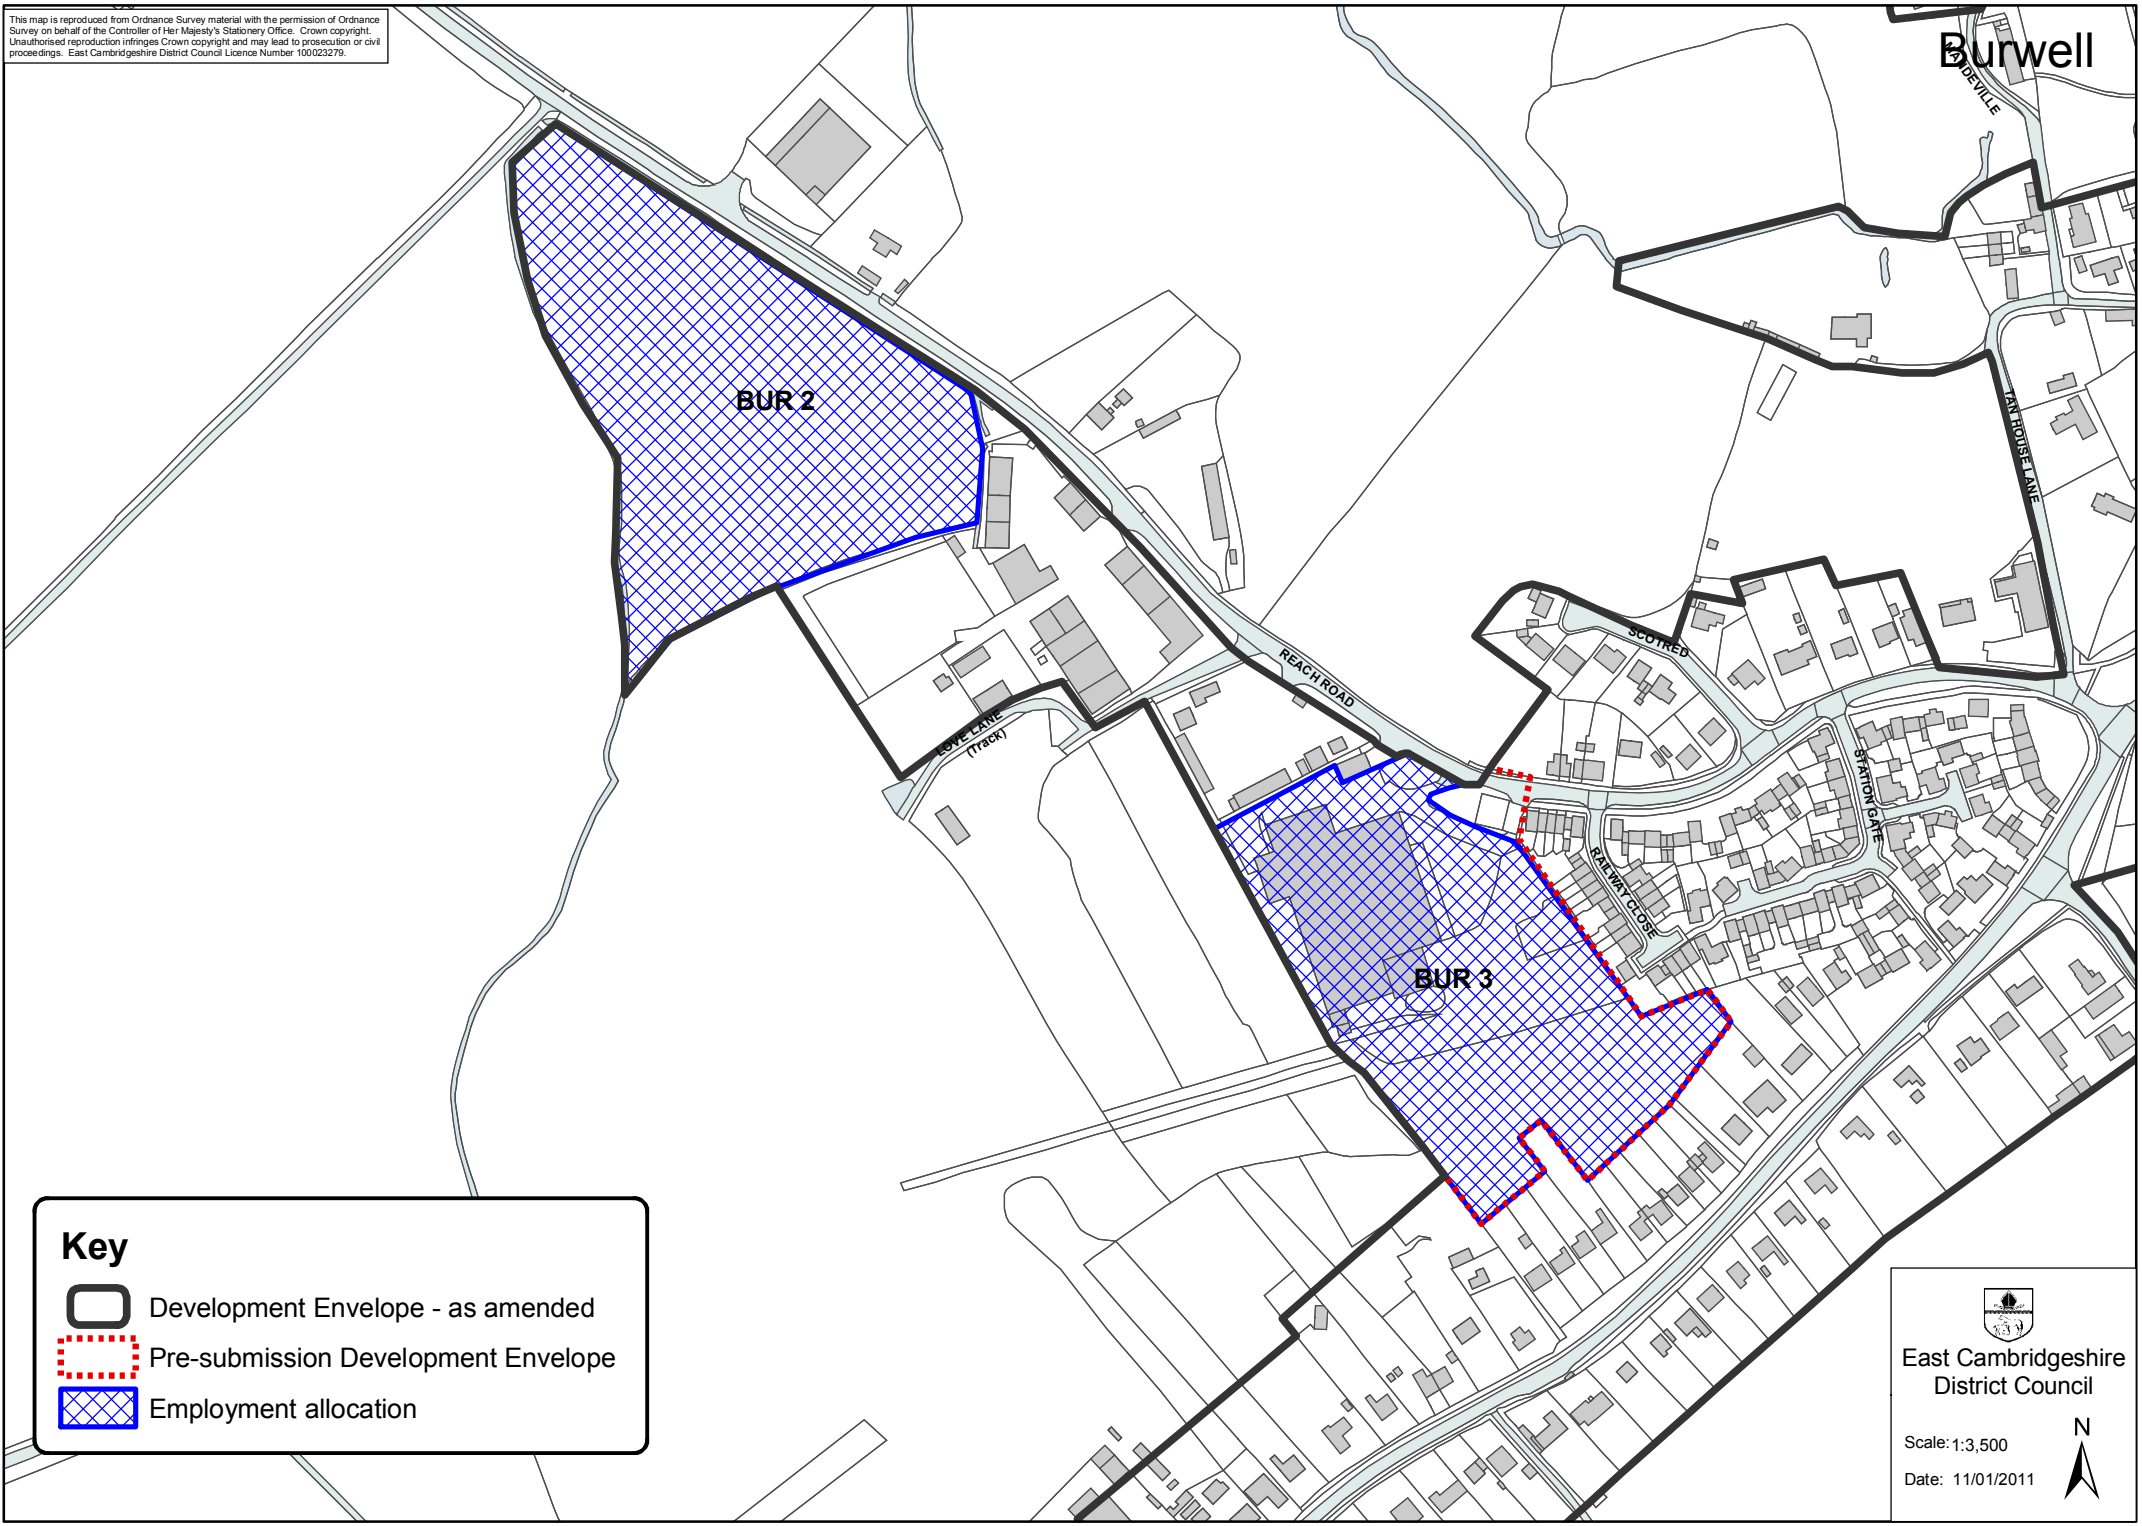 This map is reproduced from Ordnance Survey material with the permission of Ordnance
Survey on behalf of the Controller of Her Majesty's Stationery Office. Crown copyright.
Unauthorised reproduction infringes Crown copyright and may lead to prosecution or civil
proceedings. East Cambridgeshire District Council Licence Number 100023279.
Burwell
MANDEVILLE
BUR 2
TAN HOUSE LANE
SCOTRED
REACH ROAD
LOVE LANE
(Track)
STATION GATE
RAILWAY CLOSE
BUR 3
Key
Development Envelope - as amended
Pre-submission Development Envelope
Employment allocation
East Cambridgeshire
District Council
N
Scale: 1:3,500
Date: 11/01/2011